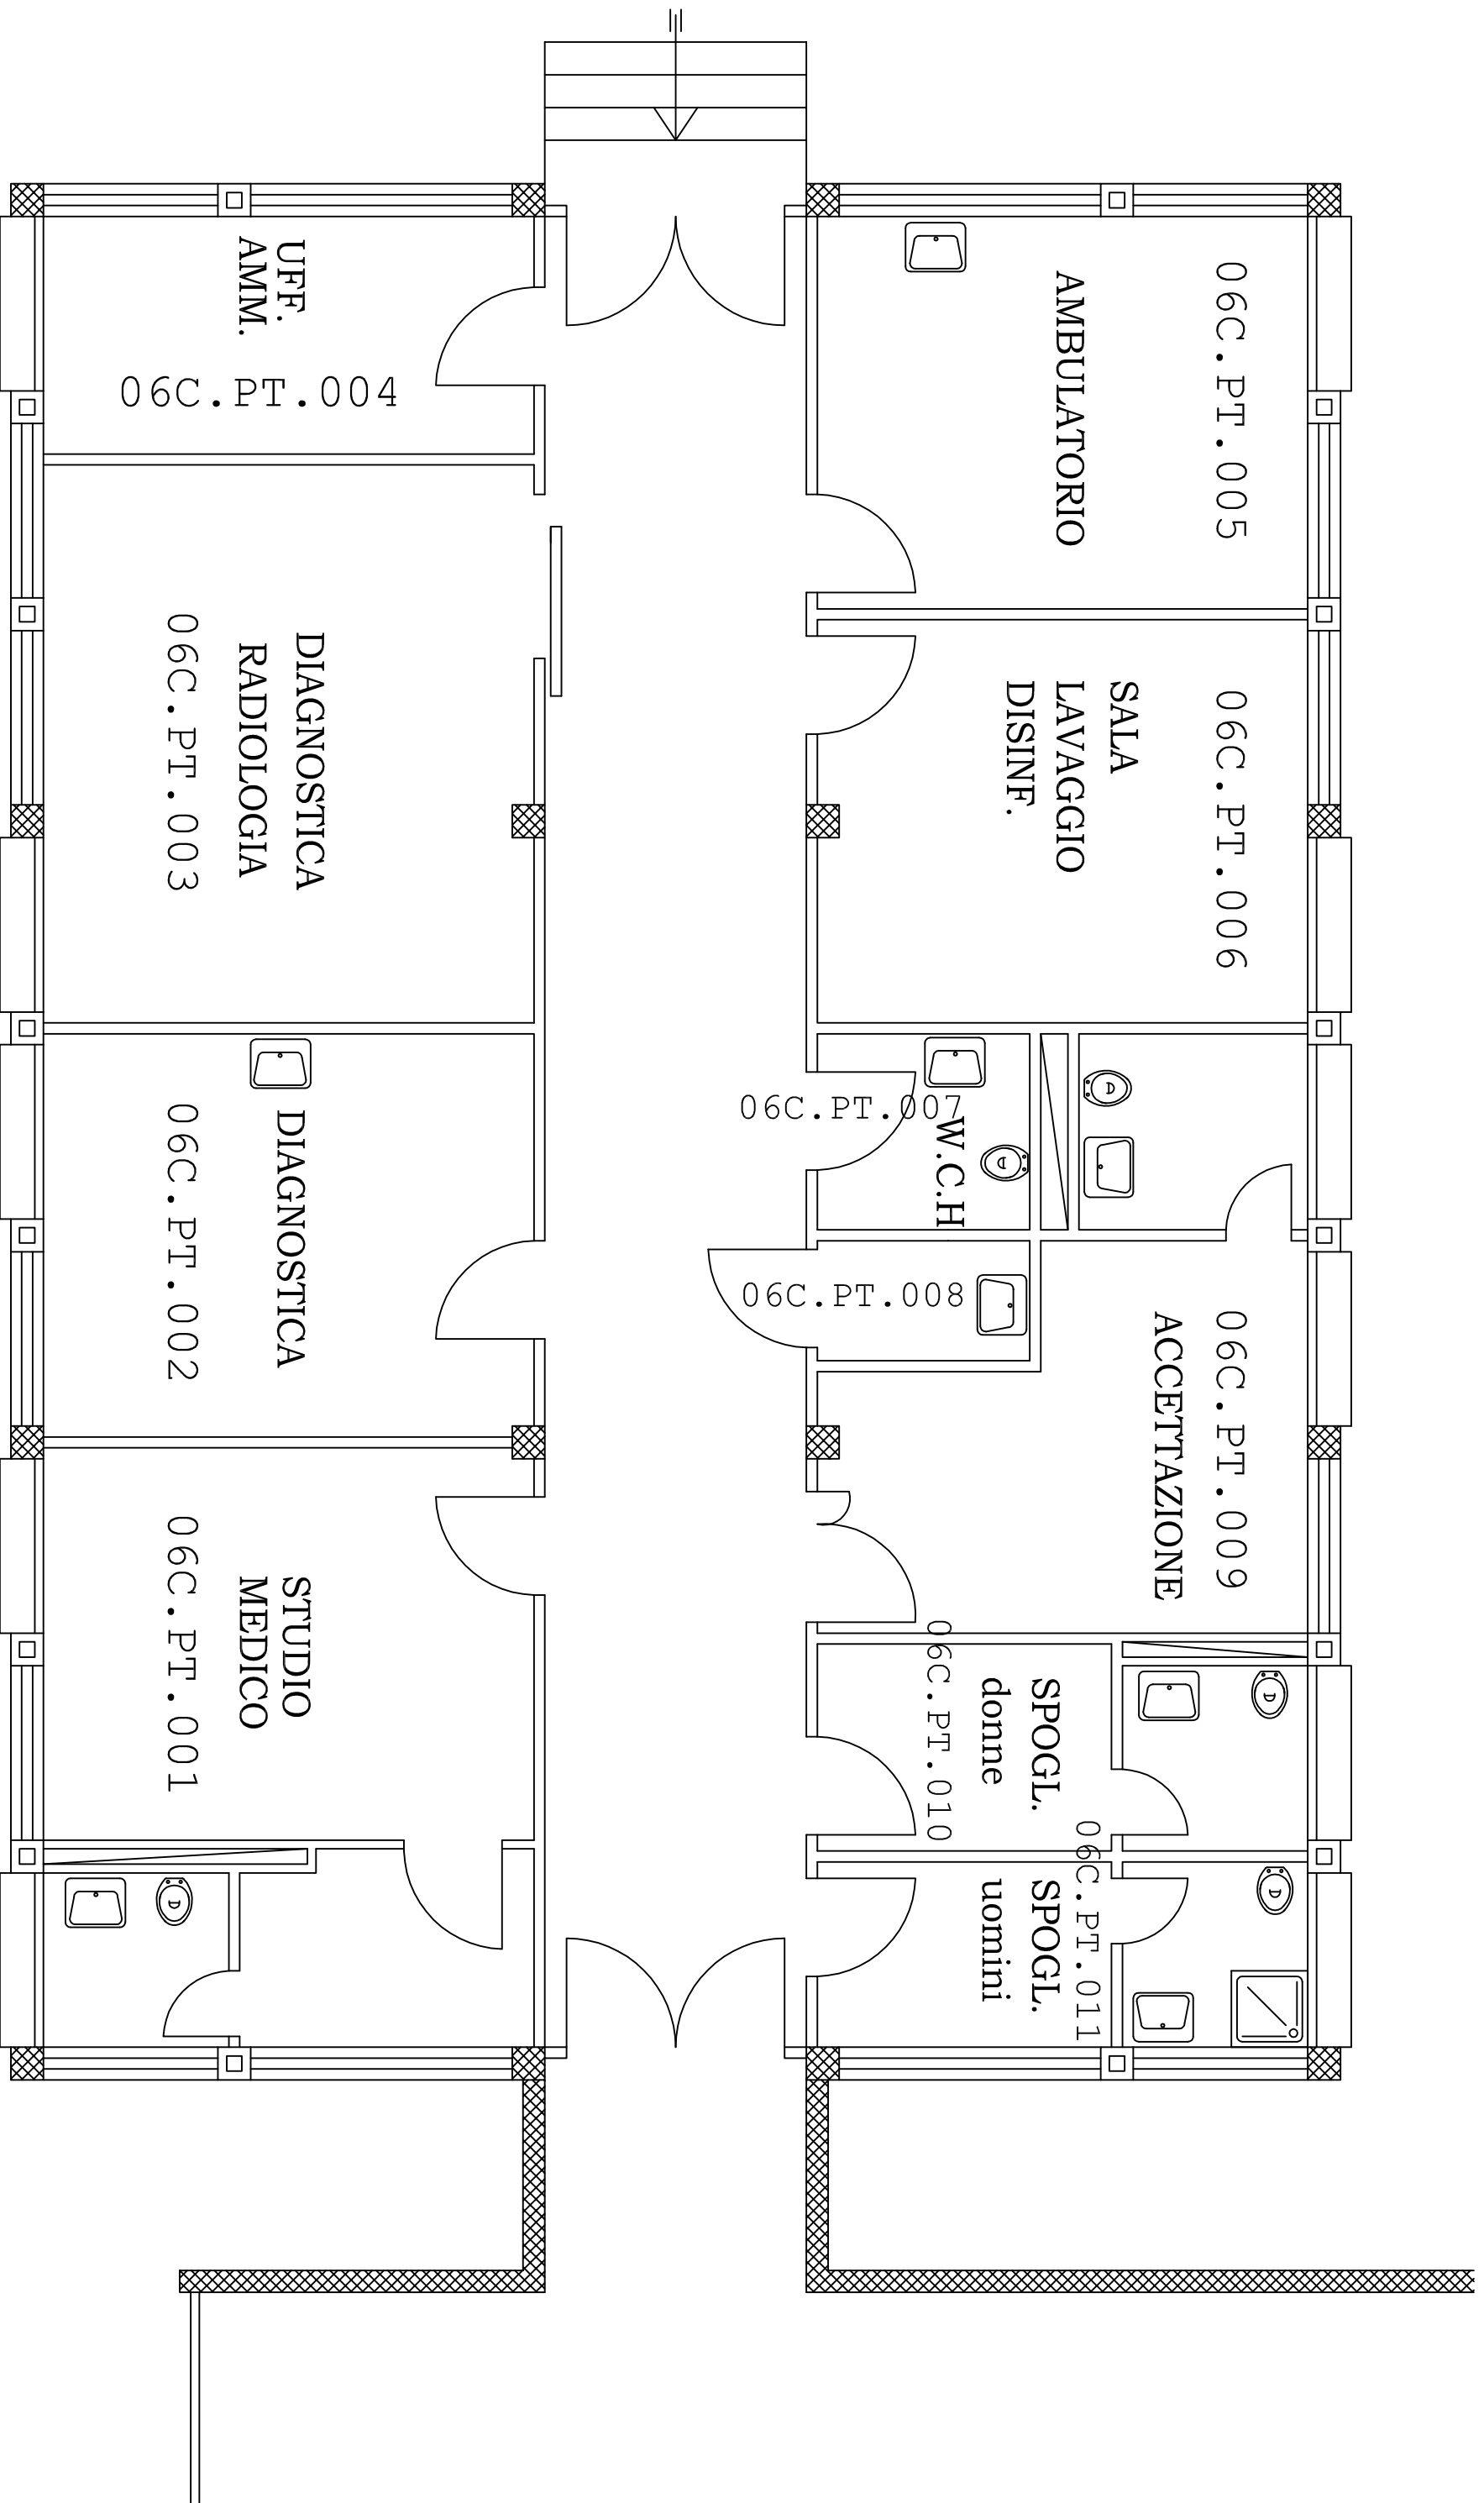 UFF.
AMM.
06C.PT.004
06C.PT.005
AMBULATORIO
DIAGNOSTICA
RADIOLOGIA
06C.PT.003
06C.PT.006
SALA
LAVAGGIO
DISINF.
06C.PT.007
W.C.H
DIAGNOSTICA
06C.PT.002
06C.PT.008
06C.PT.009
ACCETTAZIONE
STUDIO
MEDICO
06C.PT.001
SPOGL.
donne
06C.PT.010
06C.PT.011
SPOGL.
uomini